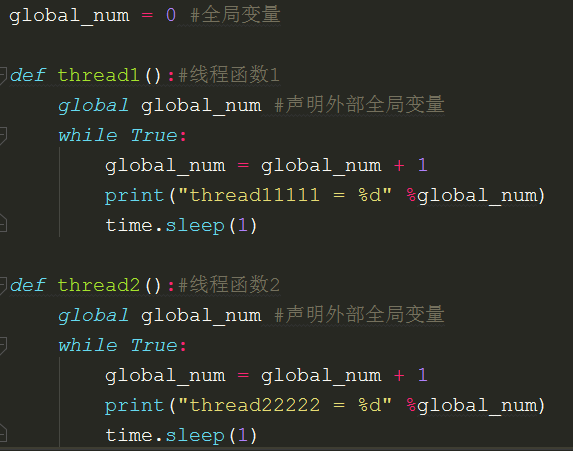 global_num = 0 #全局变量
def thread1():#线程函数1
global global_num #声明外部全局变量
while True:
global_num = global_num + 1
print("thread11111 = %d" %global_num)
time.sleep(1)
def thread2():#线程函数2
global global_num #声明外部全局变量
while True:
global_num = global_num + 1
print("thread22222 = %d" %global_num)
time.sleep(1)